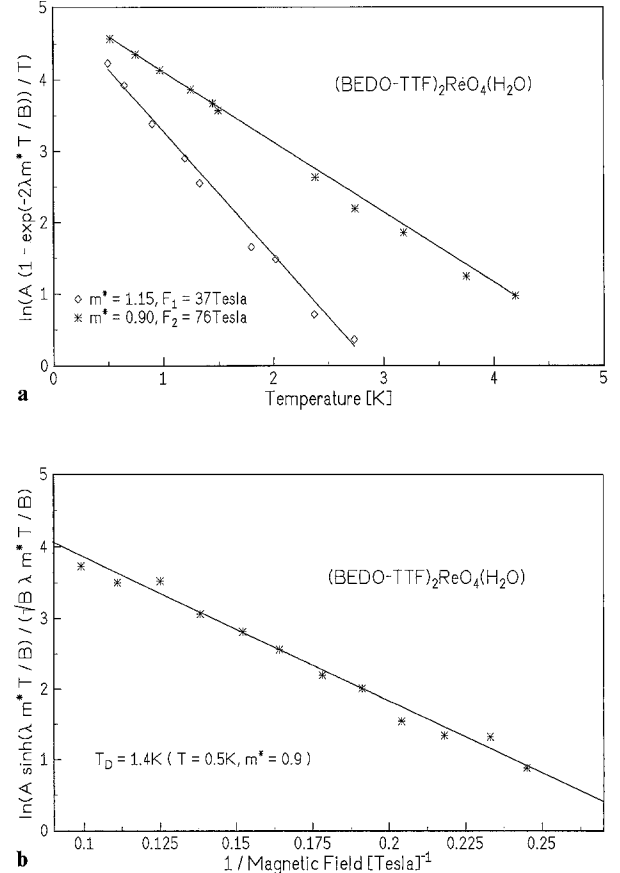 5
4
3
2
1
0
ln(A (1 - exp(-2λm* T / B)) / T)
(BEDO-TTF)₂ReO₄(H₂O)
◇ m* = 1.15, F₁ = 37Tesla
✳ m* = 0.90, F₂ = 76Tesla
0 1 2 3 4 5
Temperature [K]
a
5
4
3
2
1
0
ln(A sinh(λ m* T / B) / (√B λ m* T / B)
(BEDO-TTF)₂ReO₄(H₂O)
T_D = 1.4K ( T = 0.5K, m* = 0.9 )
0.1 0.125 0.15 0.175 0.2 0.225 0.25
1 / Magnetic Field [Tesla]⁻¹
b